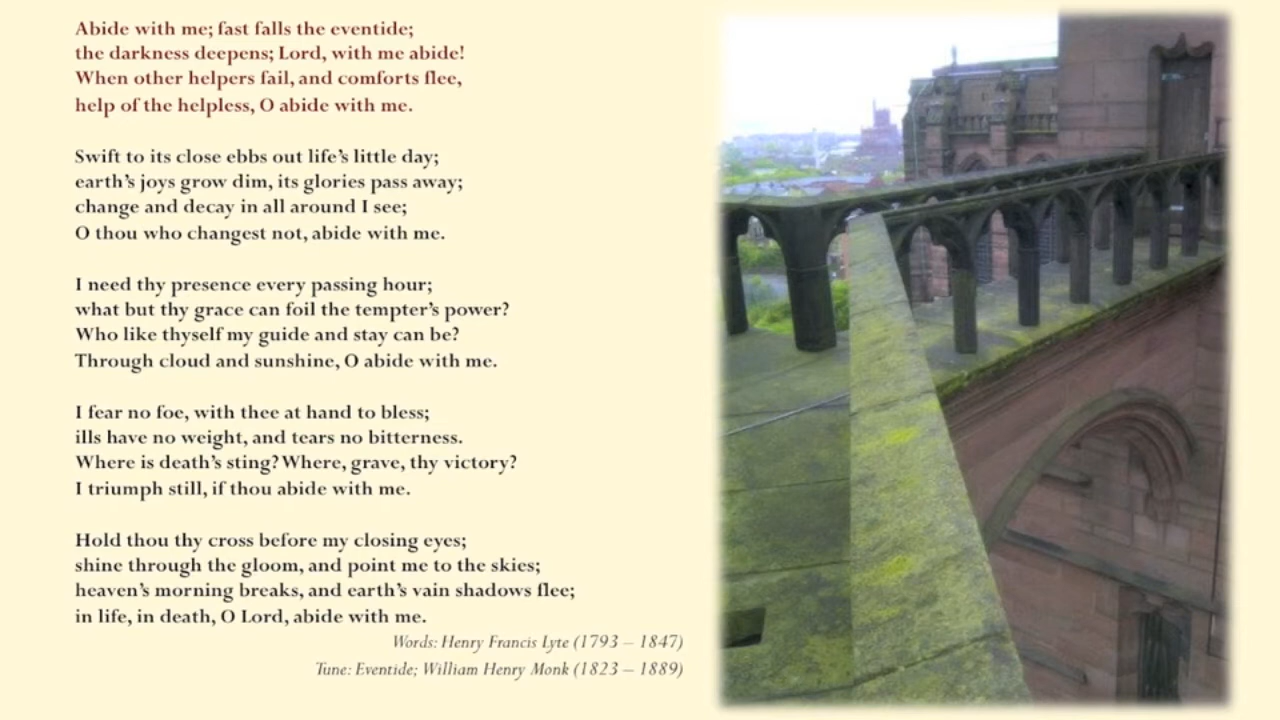 Abide with me; fast falls the eventide;
the darkness deepens; Lord, with me abide!
When other helpers fail, and comforts flee,
help of the helpless, O abide with me.
Swift to its close ebbs out life's little day;
earth's joys grow dim, its glories pass away;
change and decay in all around I see;
O thou who changest not, abide with me.
I need thy presence every passing hour;
what but thy grace can foil the tempter's power?
Who like thyself my guide and stay can be?
Through cloud and sunshine, O abide with me.
I fear no foe, with thee at hand to bless;
ills have no weight, and tears no bitterness.
Where is death's sting? Where, grave, thy victory?
I triumph still, if thou abide with me.
Hold thou thy cross before my closing eyes;
shine through the gloom, and point me to the skies;
heaven's morning breaks, and earth's vain shadows flee;
in life, in death, O Lord, abide with me.
Words: Henry Francis Lyte (1793 – 1847)
Tune: Eventide; William Henry Monk (1823 – 1889)